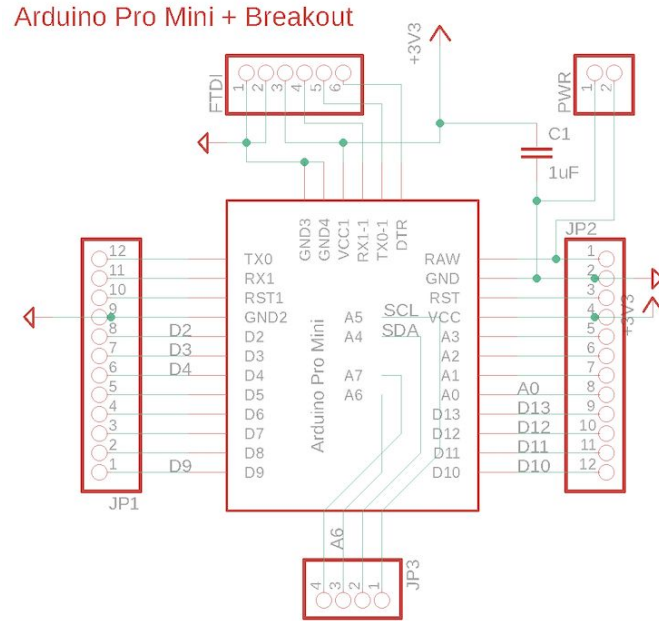 Arduino Pro Mini + Breakout
+3V3
FTDI
1
2
3
4
5
6
PWR
1
2
C1
1uF
GND3
GND4
VCC1
RX1-1
TX0-1
DTR
JP2
12
11
10
9
8
7
6
5
4
3
2
1
JP1
D2
D3
D4
D9
TX0
RX1
RST1
GND2
D2
D3
D4
D5
D6
D7
D8
D9
Arduino Pro Mini
A5
A4
A7
A6
SCL
SDA
RAW
GND
RST
VCC
A3
A2
A1
A0
D13
D12
D11
D10
A0
D13
D12
D11
D10
1
2
3
4
5
6
7
8
9
10
11
12
+3V3
A6
4
3
2
1
JP3